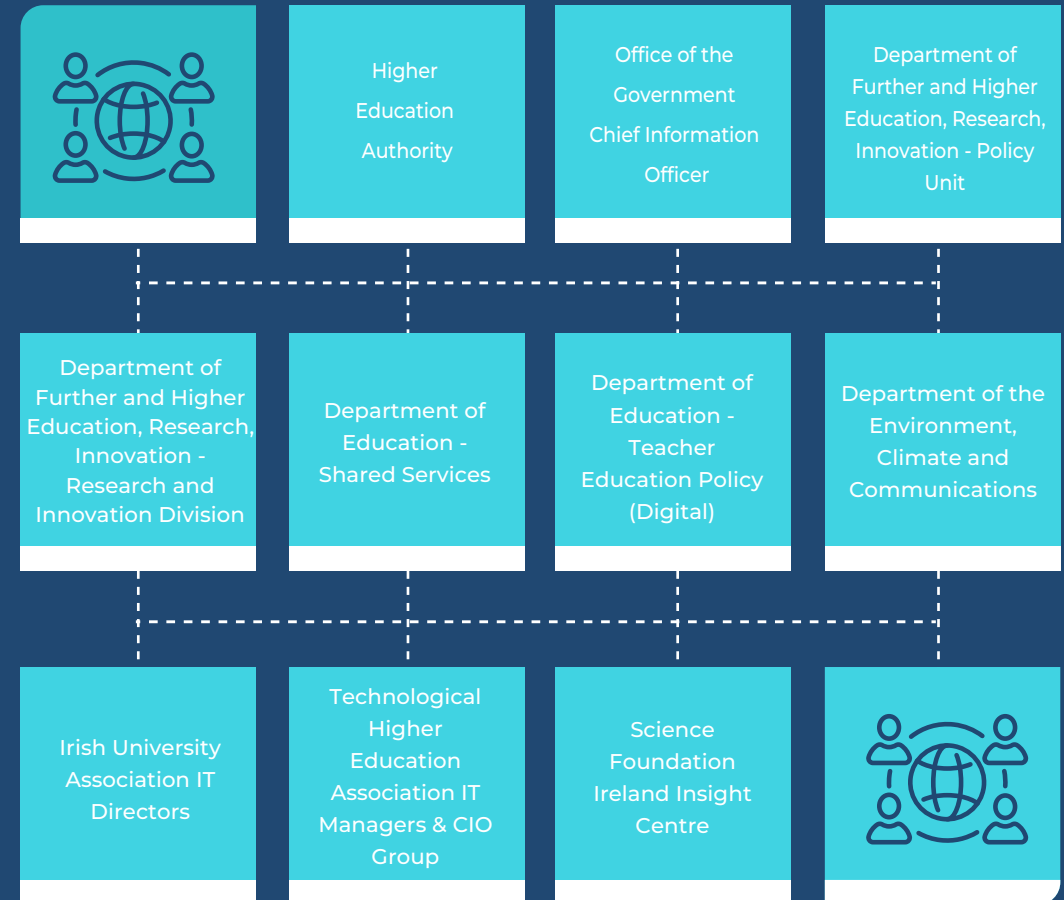 Higher
Education
Authority
Office of the
Government
Chief Information
Officer
Department of
Further and Higher
Education, Research,
Innovation - Policy
Unit
Department of
Further and Higher
Education, Research,
Innovation -
Research and
Innovation Division
Department of
Education -
Shared Services
Department of
Education -
Teacher
Education Policy
(Digital)
Department of the
Environment,
Climate and
Communications
Irish University
Association IT
Directors
Technological
Higher
Education
Association IT
Managers & CIO
Group
Science
Foundation
Ireland Insight
Centre